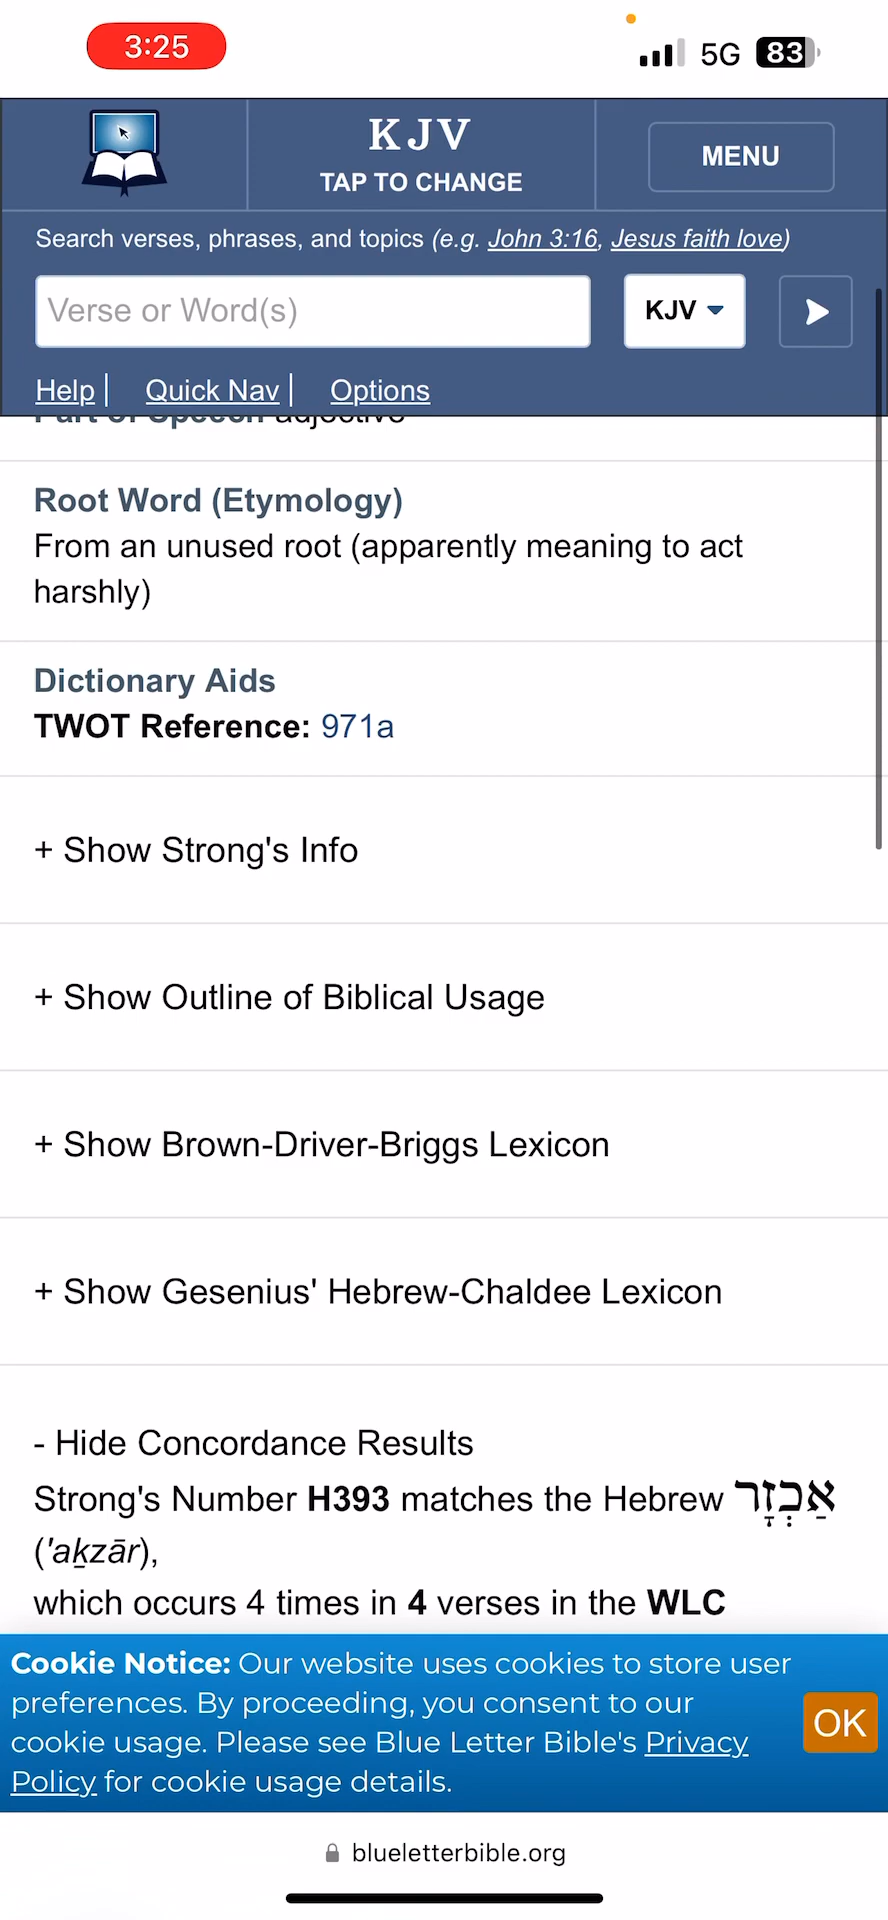 3:25
5G 83
KJV
TAP TO CHANGE
MENU
Search verses, phrases, and topics (e.g. John 3:16, Jesus faith love)
Verse or Word(s)
KJV
Help | Quick Nav | Options
Part of Speech adjective
Root Word (Etymology)
From an unused root (apparently meaning to act
harshly)
Dictionary Aids
TWOT Reference: 971a
+ Show Strong's Info
+ Show Outline of Biblical Usage
+ Show Brown-Driver-Briggs Lexicon
+ Show Gesenius' Hebrew-Chaldee Lexicon
- Hide Concordance Results
Strong's Number H393 matches the Hebrew אַכְזָר
('aḵzār),
which occurs 4 times in 4 verses in the WLC
Cookie Notice: Our website uses cookies to store user
preferences. By proceeding, you consent to our
cookie usage. Please see Blue Letter Bible's Privacy
Policy for cookie usage details.
OK
blueletterbible.org